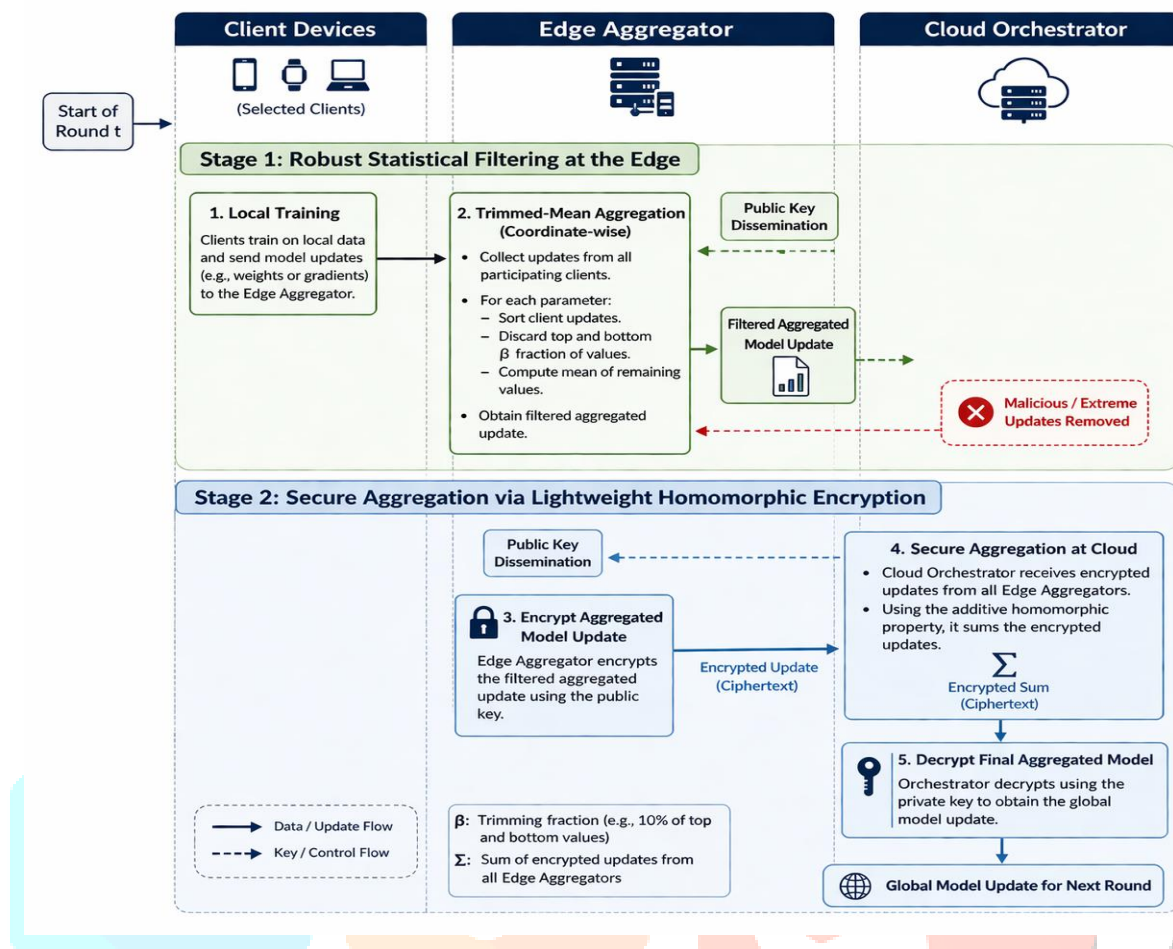 Client Devices
Edge Aggregator
Cloud Orchestrator
(Selected Clients)
Start of
Round t
Stage 1: Robust Statistical Filtering at the Edge
1. Local Training
Clients train on local data
and send model updates
(e.g., weights or gradients)
to the Edge Aggregator.
2. Trimmed-Mean Aggregation
(Coordinate-wise)
• Collect updates from all
participating clients.
• For each parameter:
– Sort client updates.
– Discard top and bottom
β fraction of values.
– Compute mean of remaining
values.
• Obtain filtered aggregated
update.
Public Key
Dissemination
Filtered Aggregated
Model Update
Malicious / Extreme
Updates Removed
Stage 2: Secure Aggregation via Lightweight Homomorphic Encryption
Public Key
Dissemination
3. Encrypt Aggregated
Model Update
Edge Aggregator encrypts
the filtered aggregated
update using the public
key.
Encrypted Update
(Ciphertext)
4. Secure Aggregation at Cloud
• Cloud Orchestrator receives encrypted
updates from all Edge Aggregators.
• Using the additive homomorphic
property, it sums the encrypted
updates.
Σ
Encrypted Sum
(Ciphertext)
5. Decrypt Final Aggregated Model
Orchestrator decrypts using the
private key to obtain the global
model update.
Global Model Update for Next Round
Data / Update Flow
Key / Control Flow
β: Trimming fraction (e.g., 10% of top
and bottom values)
Σ: Sum of encrypted updates from
all Edge Aggregators